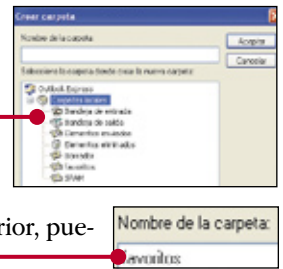 Crear carpeta
Nombre de la carpeta:
Aceptar
Cancelar
Seleccione la carpeta donde crear la nueva carpeta:
Outlook Express
Carpetas locales
Bandeja de entrada
Bandeja de salida
Elementos enviados
Elementos eliminados
Borrador
favoritos
SPAM
rior, pue-
Nombre de la carpeta:
favoritos